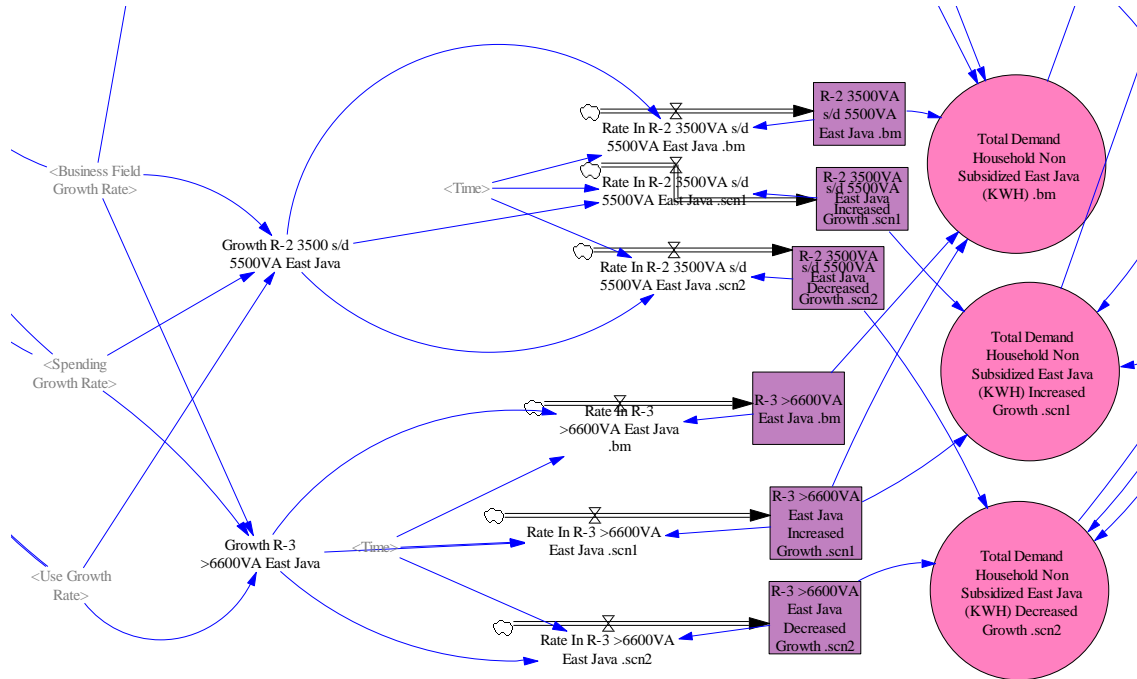 <Business Field
Growth Rate>
<Spending
Growth Rate>
<Use Growth
Rate>
Growth R-2 3500 s/d
5500VA East Java
Growth R-3
>6600VA East Java
<Time>
<Time>
Rate In R-2 3500VA s/d
5500VA East Java .bm
Rate In R-2 3500VA s/d
5500VA East Java .scn1
Rate In R-2 3500VA s/d
5500VA East Java .scn2
Rate In R-3
>6600VA East Java
.bm
Rate In R-3 >6600VA
East Java .scn1
Rate In R-3 >6600VA
East Java .scn2
R-2 3500VA
s/d 5500VA
East Java .bm
R-2 3500VA
s/d 5500VA
East Java
Increased
Growth .scn1
R-2 3500VA
s/d 5500VA
East Java
Decreased
Growth .scn2
R-3 >6600VA
East Java .bm
R-3 >6600VA
East Java
Increased
Growth .scn1
R-3 >6600VA
East Java
Decreased
Growth .scn2
Total Demand
Household Non
Subsidized East Java
(KWH) .bm
Total Demand
Household Non
Subsidized East Java
(KWH) Increased
Growth .scn1
Total Demand
Household Non
Subsidized East Java
(KWH) Decreased
Growth .scn2